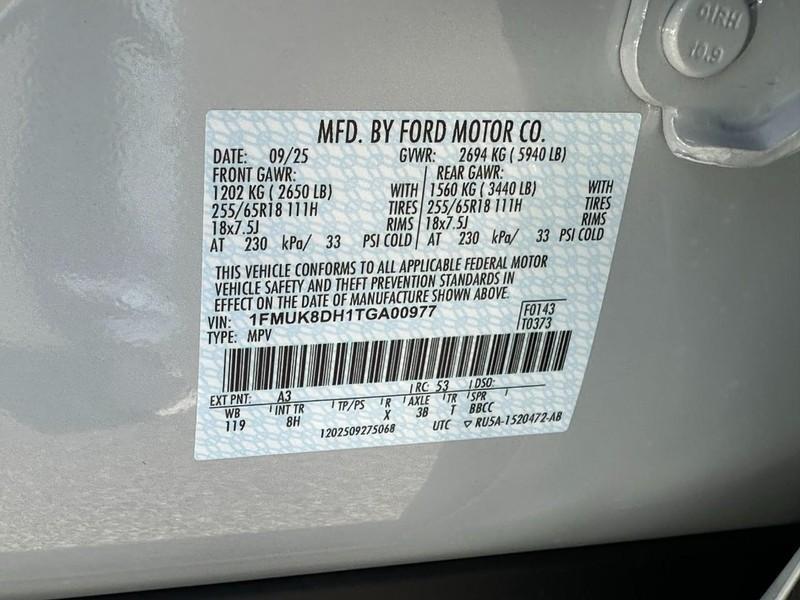 01RH
10.9
MFD. BY FORD MOTOR CO.
DATE: 09/25 GVWR: 2694 KG ( 5940 LB)
FRONT GAWR: REAR GAWR:
1202 KG ( 2650 LB) WITH 1560 KG ( 3440 LB) WITH
255/65R18 111H TIRES 255/65R18 111H TIRES
18x7.5J RIMS 18x7.5J RIMS
AT 230 kPa/ 33 PSI COLD AT 230 kPa/ 33 PSI COLD
THIS VEHICLE CONFORMS TO ALL APPLICABLE FEDERAL MOTOR
VEHICLE SAFETY AND THEFT PREVENTION STANDARDS IN
EFFECT ON THE DATE OF MANUFACTURE SHOWN ABOVE.
VIN: 1FMUK8DH1TGA00977 F0143
TYPE: MPV T0373
EXT PNT: A3 RC: 53 DSO:
WB INT TR TP/PS R AXLE TR SPR
119 8H X 3B T BBCC
1202509275068 UTC ▽ RU5A-1520472-AB